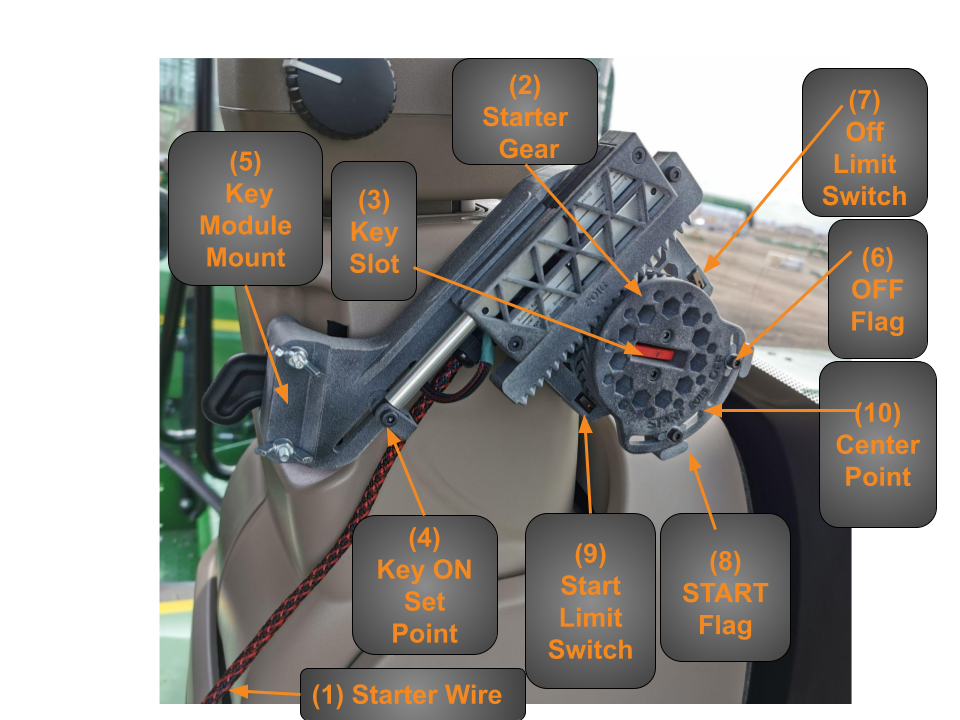 (2)
Starter
Gear
(7)
Off
Limit
Switch
(5)
Key
Module
Mount
(3)
Key
Slot
(6)
OFF
Flag
(10)
Center
Point
(4)
Key ON
Set
Point
(9)
Start
Limit
Switch
(8)
START
Flag
(1) Starter Wire
OFF